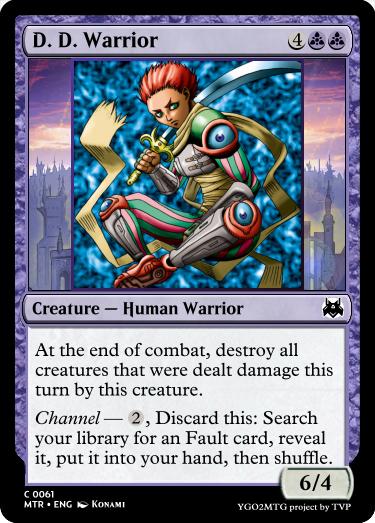 D. D. Warrior 4
Creature — Human Warrior
At the end of combat, destroy all
creatures that were dealt damage this
turn by this creature.
Channel — 2, Discard this: Search
your library for an Fault card, reveal
it, put it into your hand, then shuffle.
6/4
C 0061
MTR • ENG KONAMI
YGO2MTG project by TVP